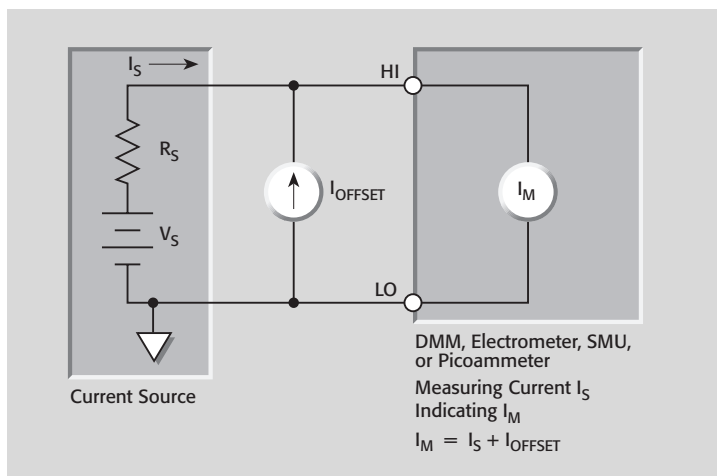 I_S
HI
R_S
I_OFFSET
I_M
V_S
LO
DMM, Electrometer, SMU,
or Picoammeter
Current Source
Measuring Current I_S
Indicating I_M
I_M = I_S + I_OFFSET